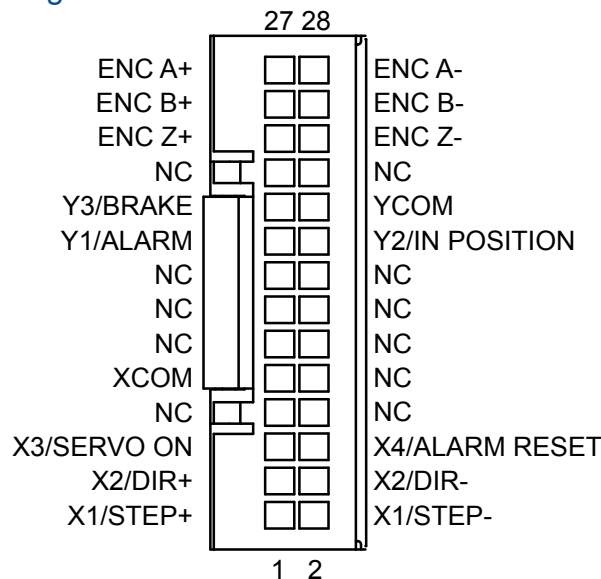 27 28
ENC A+ ENC A-
ENC B+ ENC B-
ENC Z+ ENC Z-
NC NC
Y3/BRAKE YCOM
Y1/ALARM Y2/IN POSITION
NC NC
NC NC
NC NC
XCOM NC
NC NC
X3/SERVO ON X4/ALARM RESET
X2/DIR+ X2/DIR-
X1/STEP+ X1/STEP-
1 2